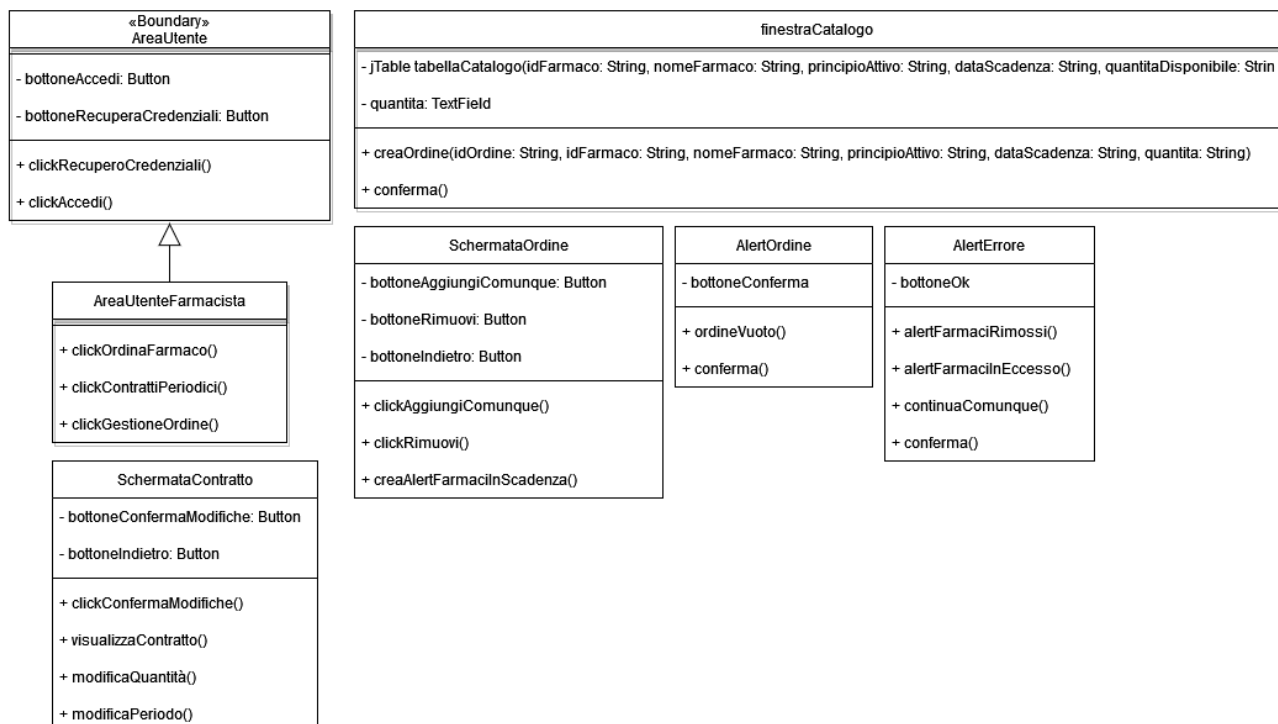 «Boundary»
AreaUtente
- bottoneAccedi: Button
- bottoneRecuperaCredenziali: Button
+ clickRecuperoCredenziali()
+ clickAccedi()
AreaUtenteFarmacista
+ clickOrdinaFarmaco()
+ clickContrattiPeriodici()
+ clickGestioneOrdine()
SchermataContratto
- bottoneConfermaModifiche: Button
- bottoneIndietro: Button
+ clickConfermaModifiche()
+ visualizzaContratto()
+ modificaQuantità()
+ modificaPeriodo()
finestraCatalogo
- jTable tabellaCatalogo(idFarmaco: String, nomeFarmaco: String, principioAttivo: String, dataScadenza: String, quantitaDisponibile: Strin
- quantita: TextField
+ creaOrdine(idOrdine: String, idFarmaco: String, nomeFarmaco: String, principioAttivo: String, dataScadenza: String, quantita: String)
+ conferma()
SchermataOrdine
- bottoneAggiungiComunque: Button
- bottoneRimuovi: Button
- bottoneIndietro: Button
+ clickAggiungiComunque()
+ clickRimuovi()
+ creaAlertFarmaciInScadenza()
AlertOrdine
- bottoneConferma
+ ordineVuoto()
+ conferma()
AlertErrore
- bottoneOk
+ alertFarmaciRimossi()
+ alertFarmaciInEccesso()
+ continuaComunque()
+ conferma()